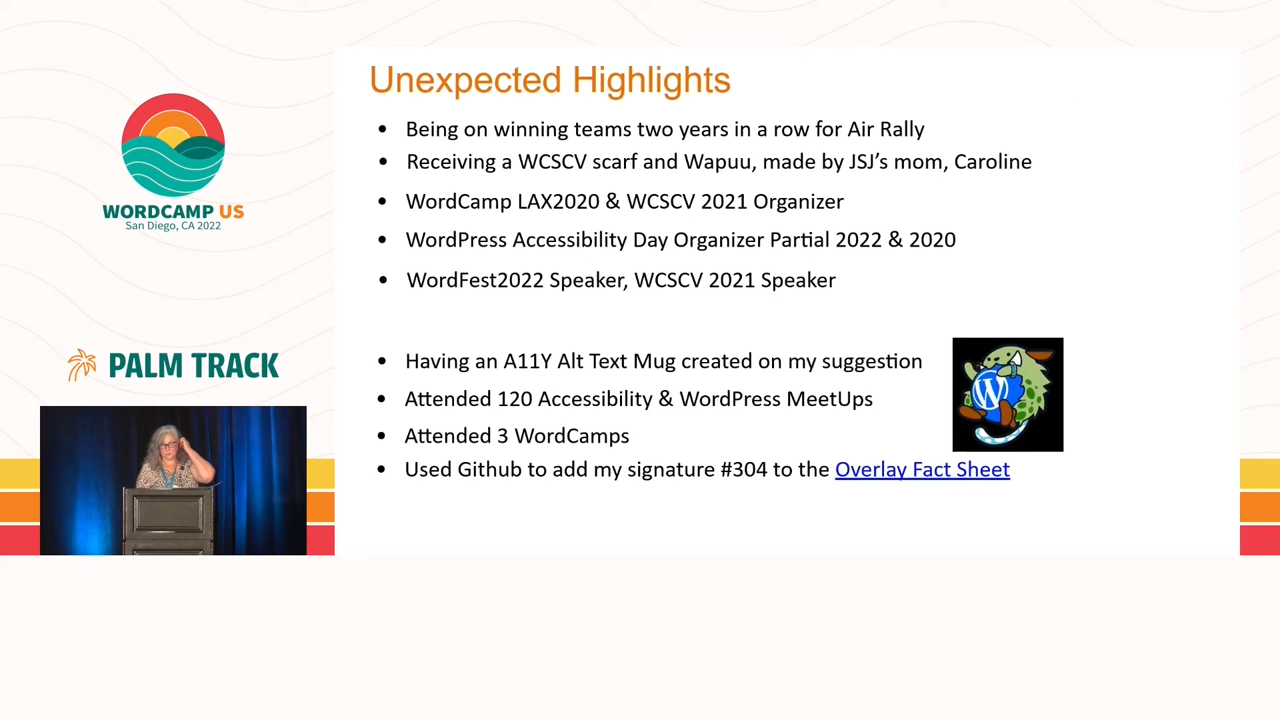 Unexpected Highlights
• Being on winning teams two years in a row for Air Rally
• Receiving a WCSCV scarf and Wapuu, made by JSJ's mom, Caroline
• WordCamp LAX2020 & WCSCV 2021 Organizer
• WordPress Accessibility Day Organizer Partial 2022 & 2020
• WordFest2022 Speaker, WCSCV 2021 Speaker
• Having an A11Y Alt Text Mug created on my suggestion
• Attended 120 Accessibility & WordPress MeetUps
• Attended 3 WordCamps
• Used Github to add my signature #304 to the Overlay Fact Sheet
WORDCAMP US
San Diego, CA 2022
PALM TRACK
W